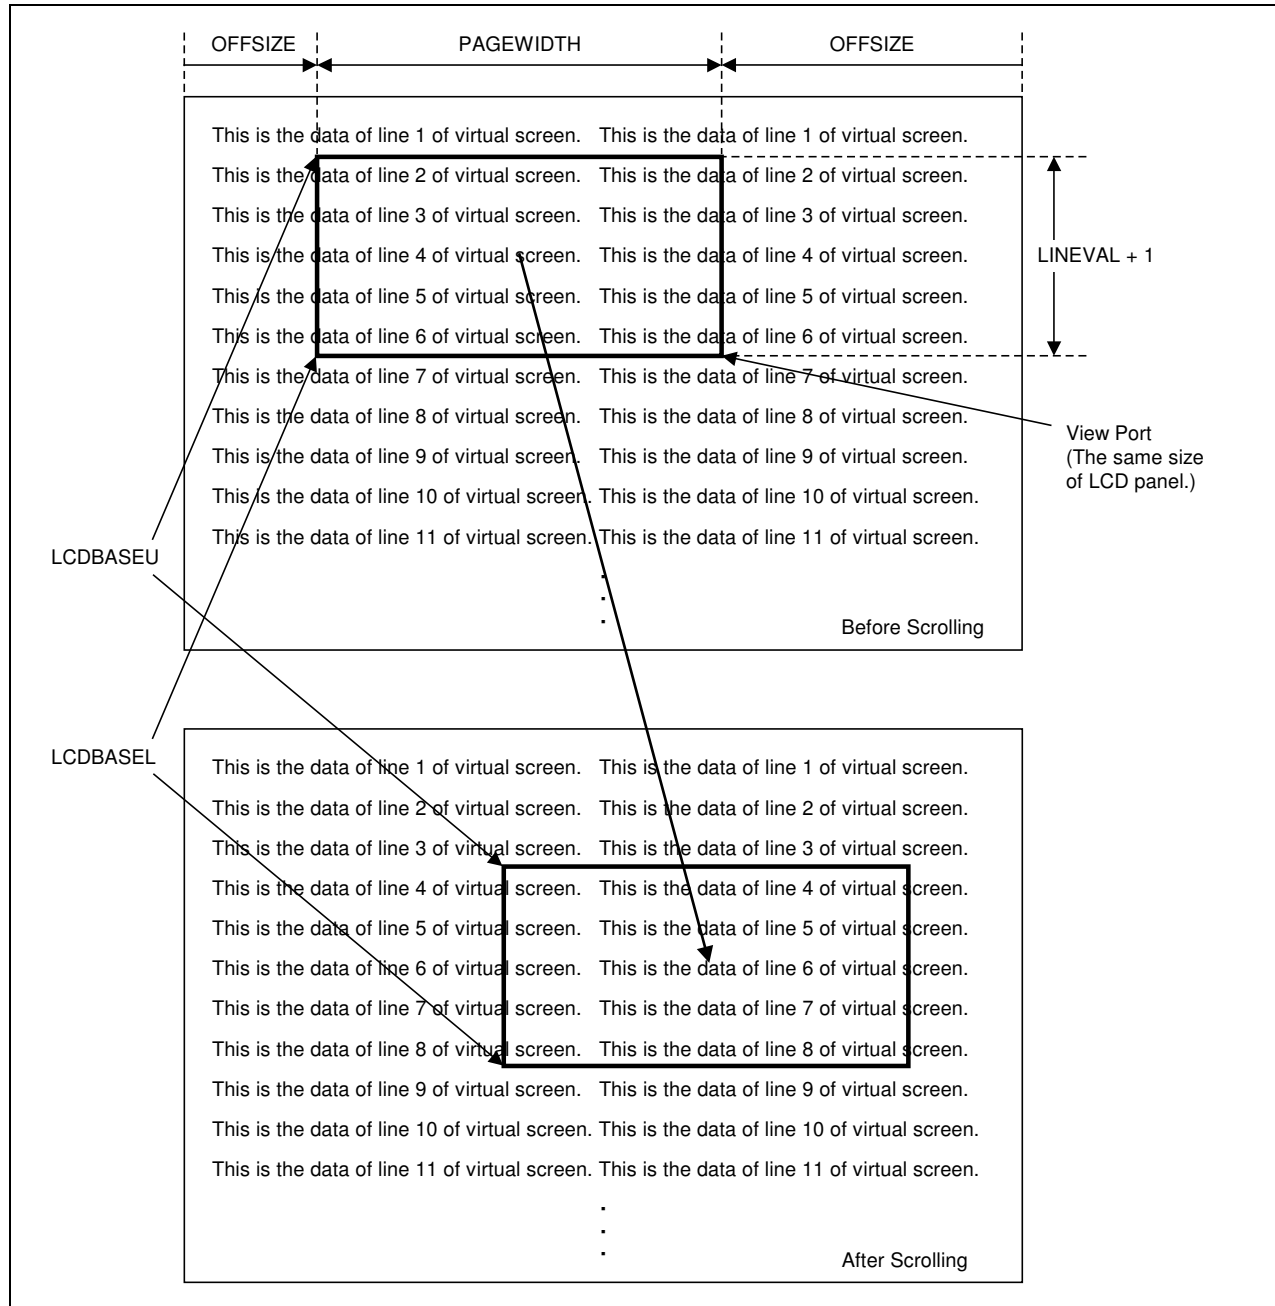 OFFSIZE PAGEWIDTH OFFSIZE
This is the data of line 1 of virtual screen. This is the data of line 1 of virtual screen.
This is the data of line 2 of virtual screen. This is the data of line 2 of virtual screen.
This is the data of line 3 of virtual screen. This is the data of line 3 of virtual screen.
This is the data of line 4 of virtual screen. This is the data of line 4 of virtual screen.
LINEVAL + 1
This is the data of line 5 of virtual screen. This is the data of line 5 of virtual screen.
This is the data of line 6 of virtual screen. This is the data of line 6 of virtual screen.
This is the data of line 7 of virtual screen. This is the data of line 7 of virtual screen.
This is the data of line 8 of virtual screen. This is the data of line 8 of virtual screen.
View Port
(The same size
of LCD panel.)
This is the data of line 9 of virtual screen. This is the data of line 9 of virtual screen.
This is the data of line 10 of virtual screen. This is the data of line 10 of virtual screen.
This is the data of line 11 of virtual screen. This is the data of line 11 of virtual screen.
LCDBASEU
.
.
.
Before Scrolling
LCDBASEL
This is the data of line 1 of virtual screen. This is the data of line 1 of virtual screen.
This is the data of line 2 of virtual screen. This is the data of line 2 of virtual screen.
This is the data of line 3 of virtual screen. This is the data of line 3 of virtual screen.
This is the data of line 4 of virtual screen. This is the data of line 4 of virtual screen.
This is the data of line 5 of virtual screen. This is the data of line 5 of virtual screen.
This is the data of line 6 of virtual screen. This is the data of line 6 of virtual screen.
This is the data of line 7 of virtual screen. This is the data of line 7 of virtual screen.
This is the data of line 8 of virtual screen. This is the data of line 8 of virtual screen.
This is the data of line 9 of virtual screen. This is the data of line 9 of virtual screen.
This is the data of line 10 of virtual screen. This is the data of line 10 of virtual screen.
This is the data of line 11 of virtual screen. This is the data of line 11 of virtual screen.
.
.
.
After Scrolling